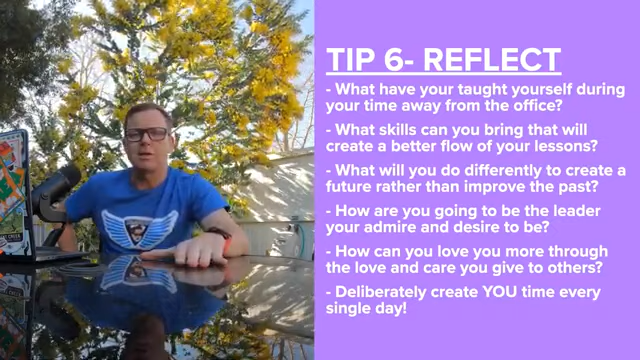 TIP 6- REFLECT
- What have your taught yourself during
your time away from the office?
- What skills can you bring that will
create a better flow of your lessons?
- What will you do differently to create a
future rather than improve the past?
- How are you going to be the leader
your admire and desire to be?
- How can you love you more through
the love and care you give to others?
- Deliberately create YOU time every
single day!